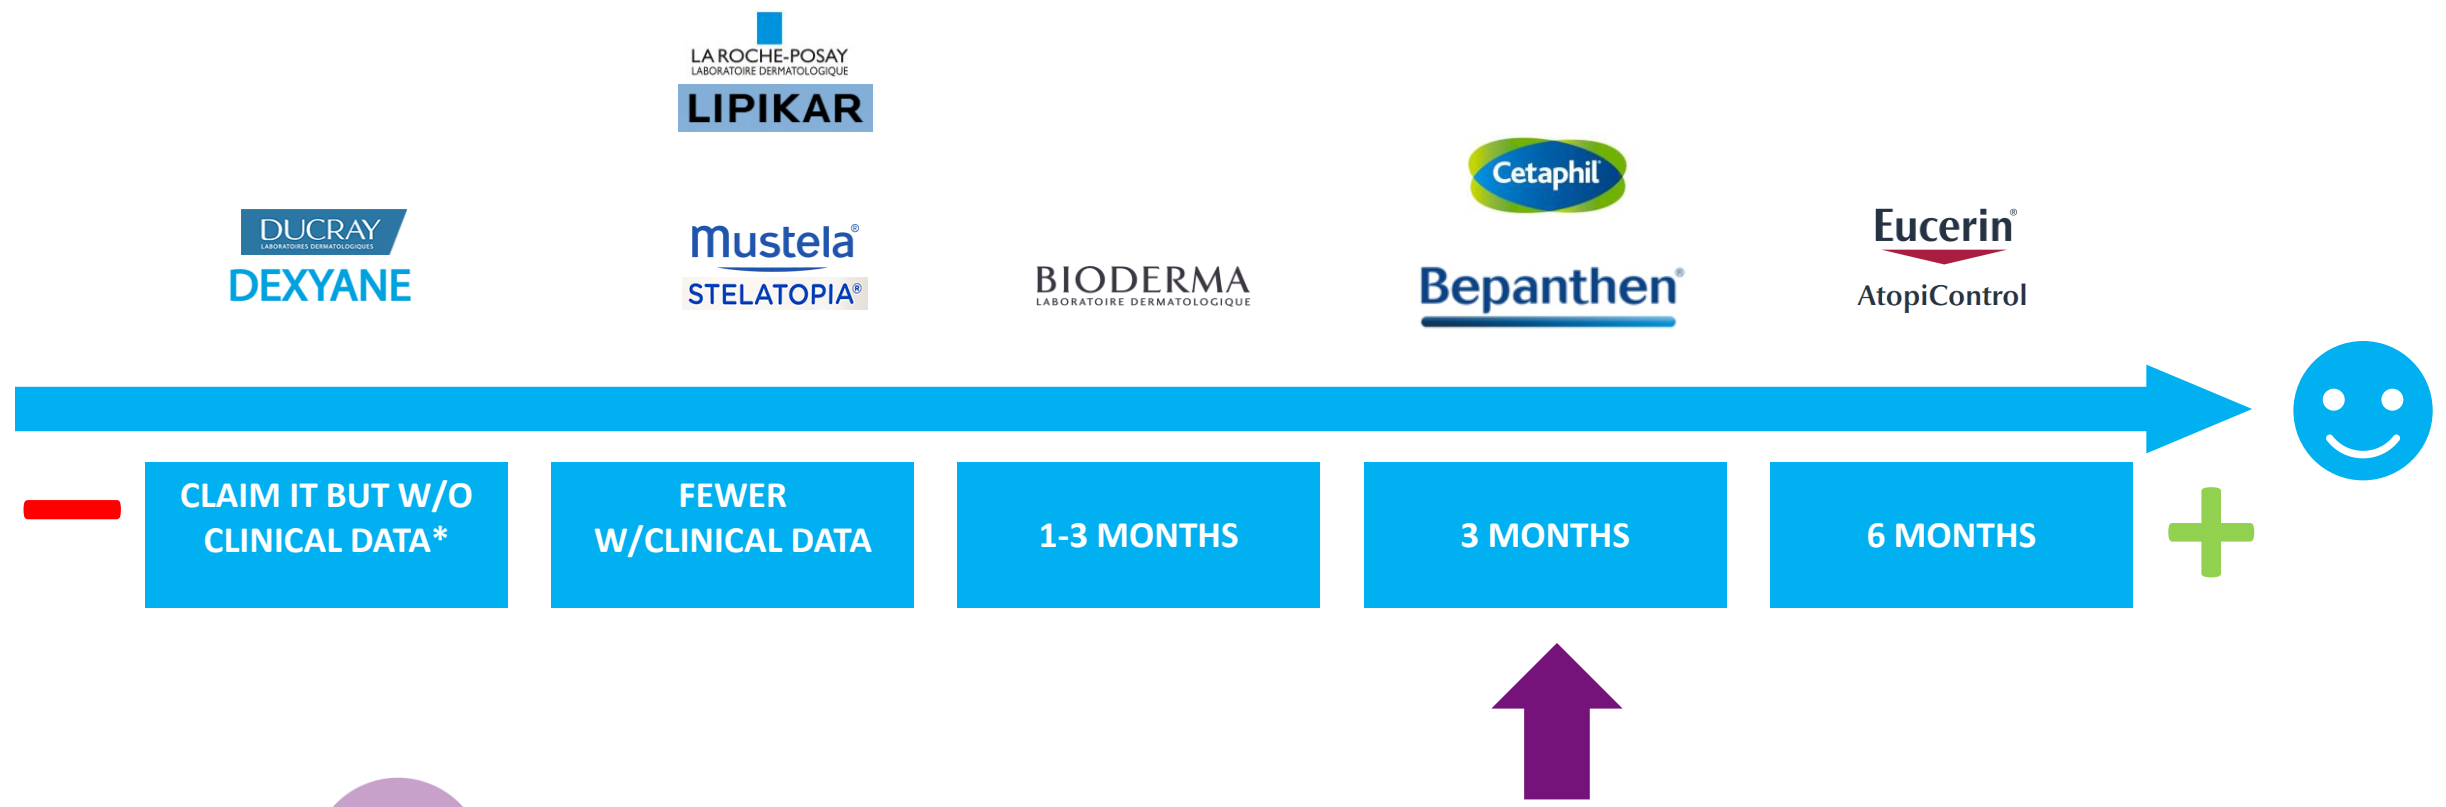 LA ROCHE-POSAY
LABORATOIRE DERMATOLOGIQUE
LIPIKAR
DUCRAY
LABORATOIRES DERMATOLOGIQUES
DEXYANE
mustela®
STELATOPIA®
BIODERMA
LABORATOIRE DERMATOLOGIQUE
Cetaphil®
Bepanthen®
Eucerin®
AtopiControl
CLAIM IT BUT W/O
CLINICAL DATA*
FEWER
W/CLINICAL DATA
1-3 MONTHS
3 MONTHS
6 MONTHS